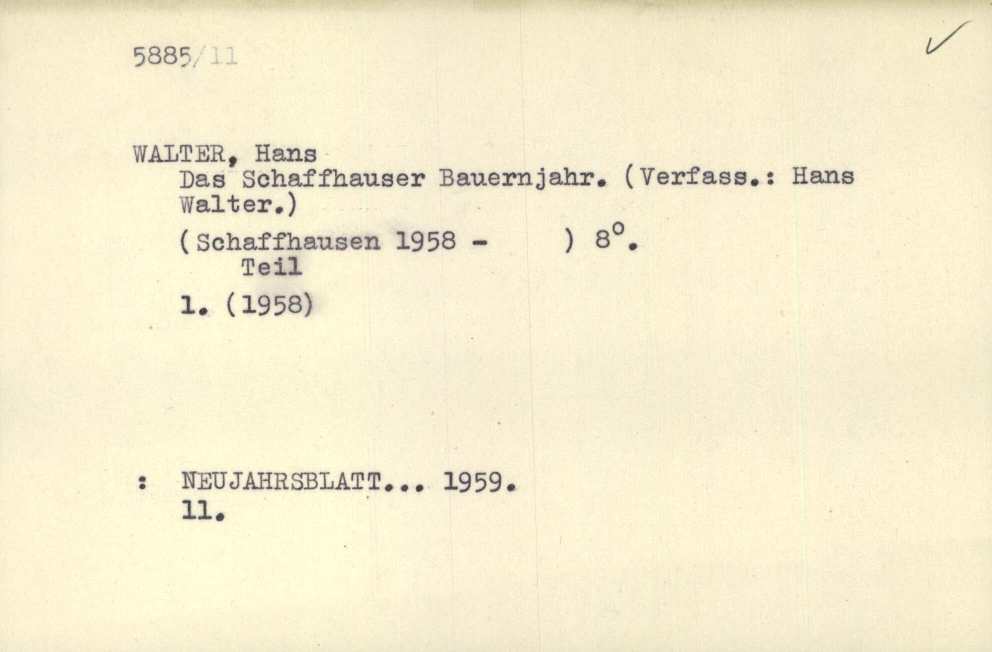 5885/11
WALTER, Hans
Das Schaffhauser Bauernjahr. (Verfass.: Hans
Walter.)
(Schaffhausen 1958 - ) 8°.
Teil
1. (1958)
: NEUJAHRSBLATT... 1959.
11.